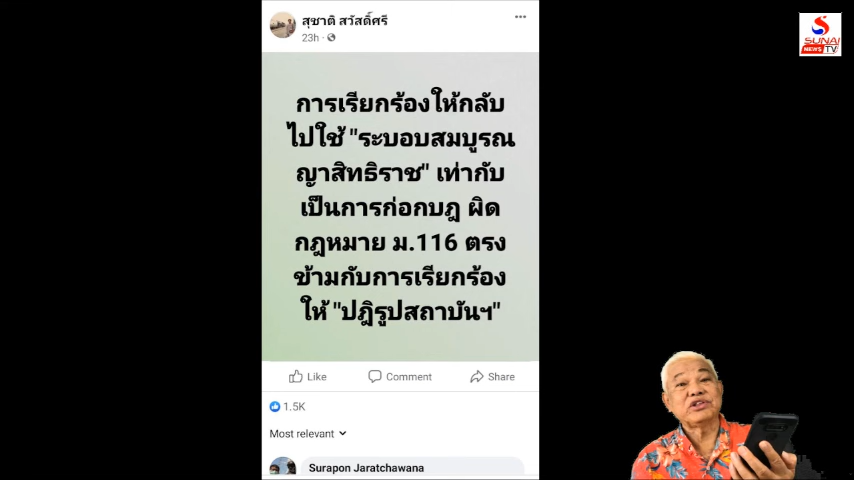 สุชาติ สวัสดิ์ศรี
23h
SUNAI
NEWS TV
การเรียกร้องให้กลับ
ไปใช้ "ระบอบสมบูรณ
ญาสิทธิราช" เท่ากับ
เป็นการก่อกบฎ ผิด
กฎหมาย ม.116 ตรง
ข้ามกับการเรียกร้อง
ให้ "ปฎิรูปสถาบันฯ"
Like Comment Share
1.5K
Most relevant
Surapon Jaratchawana